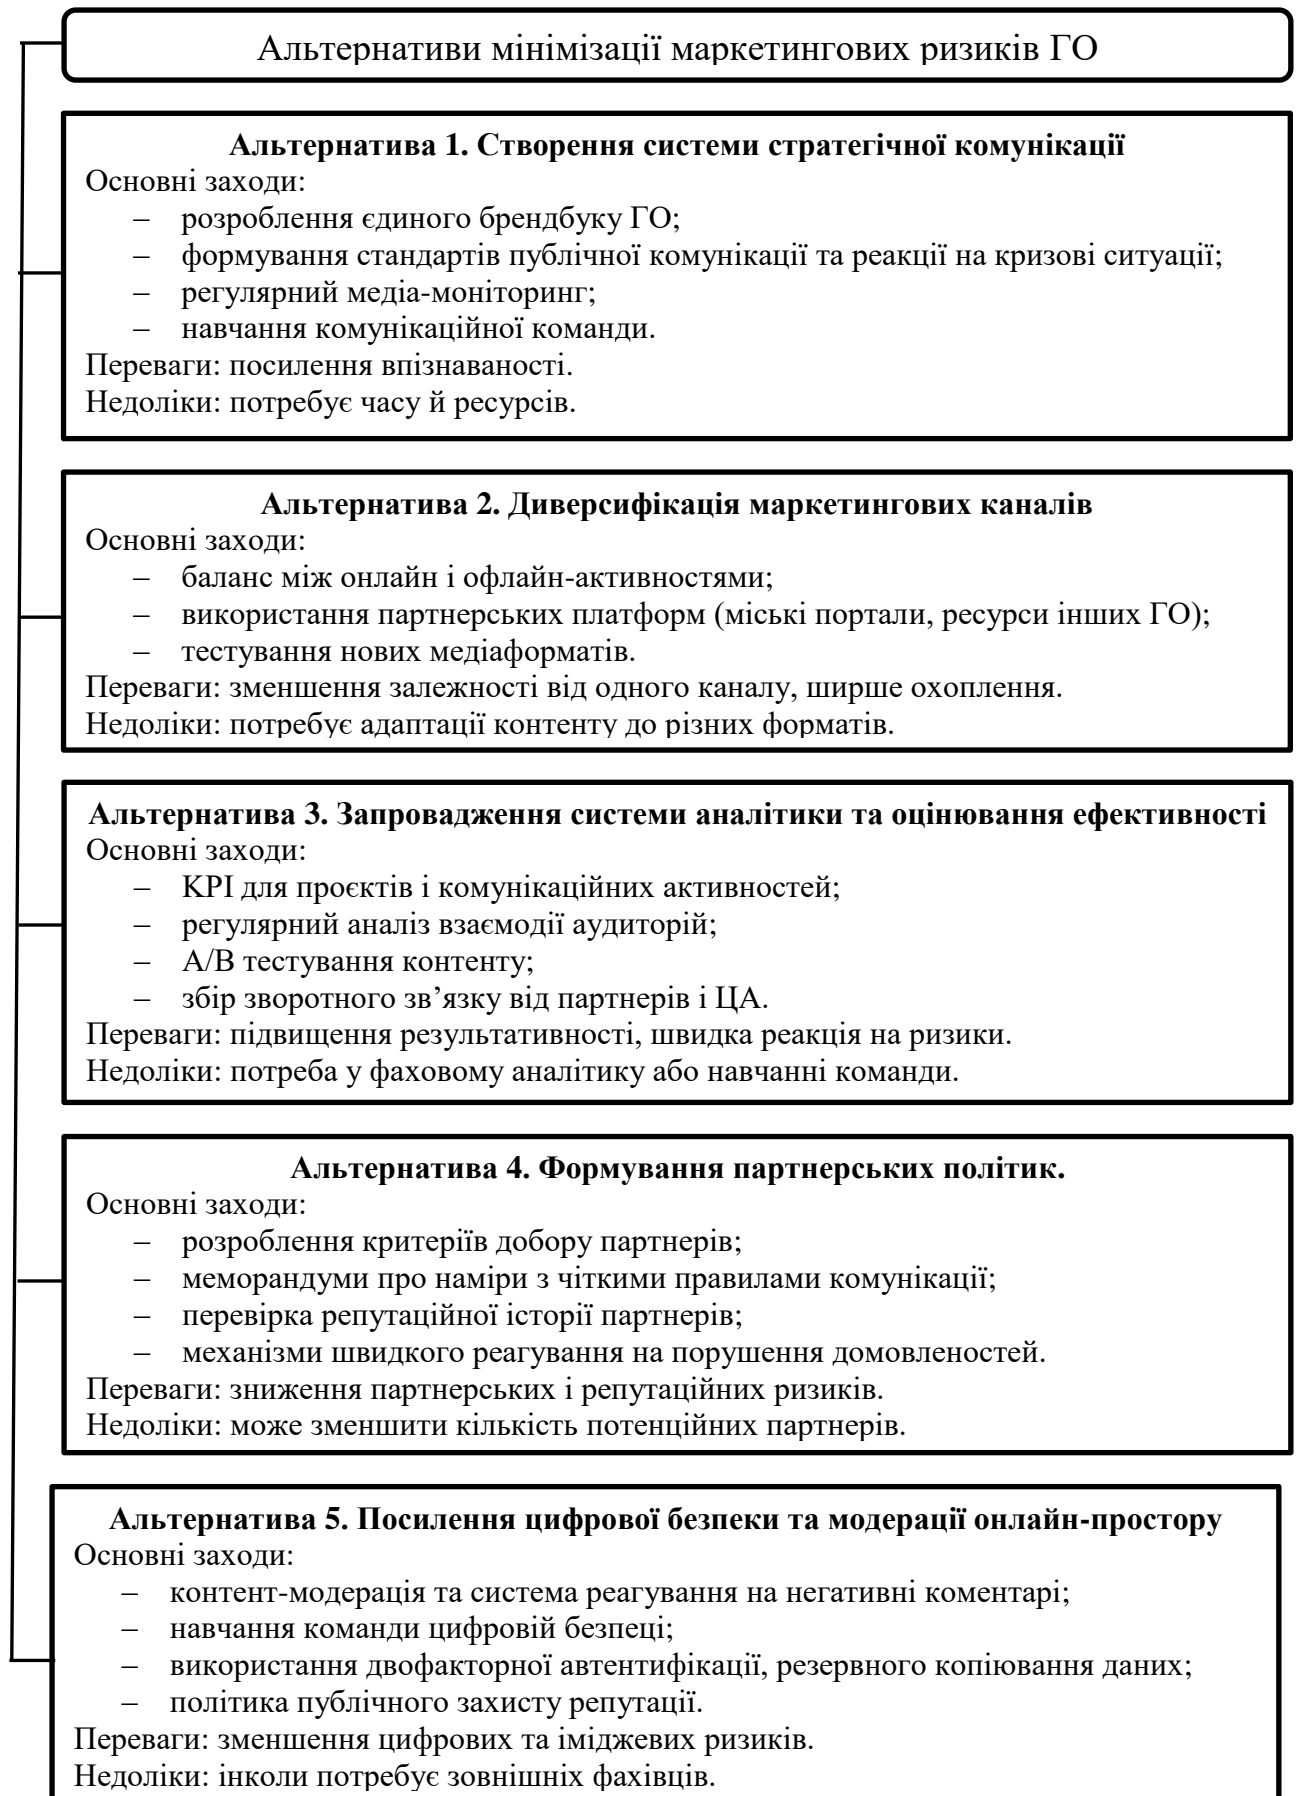 Альтернативи мінімізації маркетингових ризиків ГО
Альтернатива 1. Створення системи стратегічної комунікації
Основні заходи:
– розроблення єдиного брендбуку ГО;
– формування стандартів публічної комунікації та реакції на кризові ситуації;
– регулярний медіа-моніторинг;
– навчання комунікаційної команди.
Переваги: посилення впізнаваності.
Недоліки: потребує часу й ресурсів.
Альтернатива 2. Диверсифікація маркетингових каналів
Основні заходи:
– баланс між онлайн і офлайн-активностями;
– використання партнерських платформ (міські портали, ресурси інших ГО);
– тестування нових медіаформатів.
Переваги: зменшення залежності від одного каналу, ширше охоплення.
Недоліки: потребує адаптації контенту до різних форматів.
Альтернатива 3. Запровадження системи аналітики та оцінювання ефективності
Основні заходи:
– KPI для проєктів і комунікаційних активностей;
– регулярний аналіз взаємодії аудиторій;
– A/B тестування контенту;
– збір зворотного зв’язку від партнерів і ЦА.
Переваги: підвищення результативності, швидка реакція на ризики.
Недоліки: потреба у фаховому аналітику або навчанні команди.
Альтернатива 4. Формування партнерських політик.
Основні заходи:
– розроблення критеріїв добору партнерів;
– меморандуми про наміри з чіткими правилами комунікації;
– перевірка репутаційної історії партнерів;
– механізми швидкого реагування на порушення домовленостей.
Переваги: зниження партнерських і репутаційних ризиків.
Недоліки: може зменшити кількість потенційних партнерів.
Альтернатива 5. Посилення цифрової безпеки та модерації онлайн-простору
Основні заходи:
– контент-модерація та система реагування на негативні коментарі;
– навчання команди цифровій безпеці;
– використання двофакторної автентифікації, резервного копіювання даних;
– політика публічного захисту репутації.
Переваги: зменшення цифрових та іміджевих ризиків.
Недоліки: інколи потребує зовнішніх фахівців.